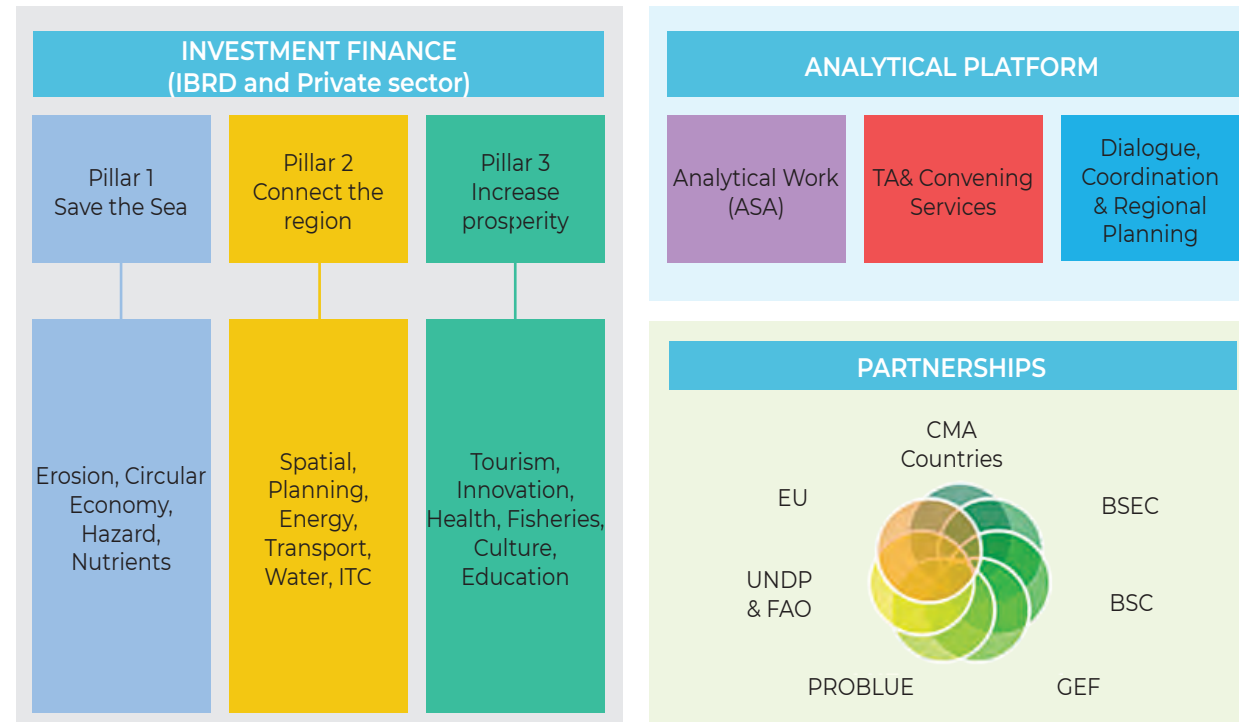 INVESTMENT FINANCE
(IBRD and Private sector)
Pillar 1
Save the Sea
Pillar 2
Connect the
region
Pillar 3
Increase
prosperity
Erosion, Circular
Economy,
Hazard,
Nutrients
Spatial,
Planning,
Energy,
Transport,
Water, ITC
Tourism,
Innovation,
Health, Fisheries,
Culture,
Education
ANALYTICAL PLATFORM
Analytical Work
(ASA)
TA& Convening
Services
Dialogue,
Coordination
& Regional
Planning
PARTNERSHIPS
CMA
Countries
EU
BSEC
UNDP
& FAO
BSC
PROBLUE
GEF